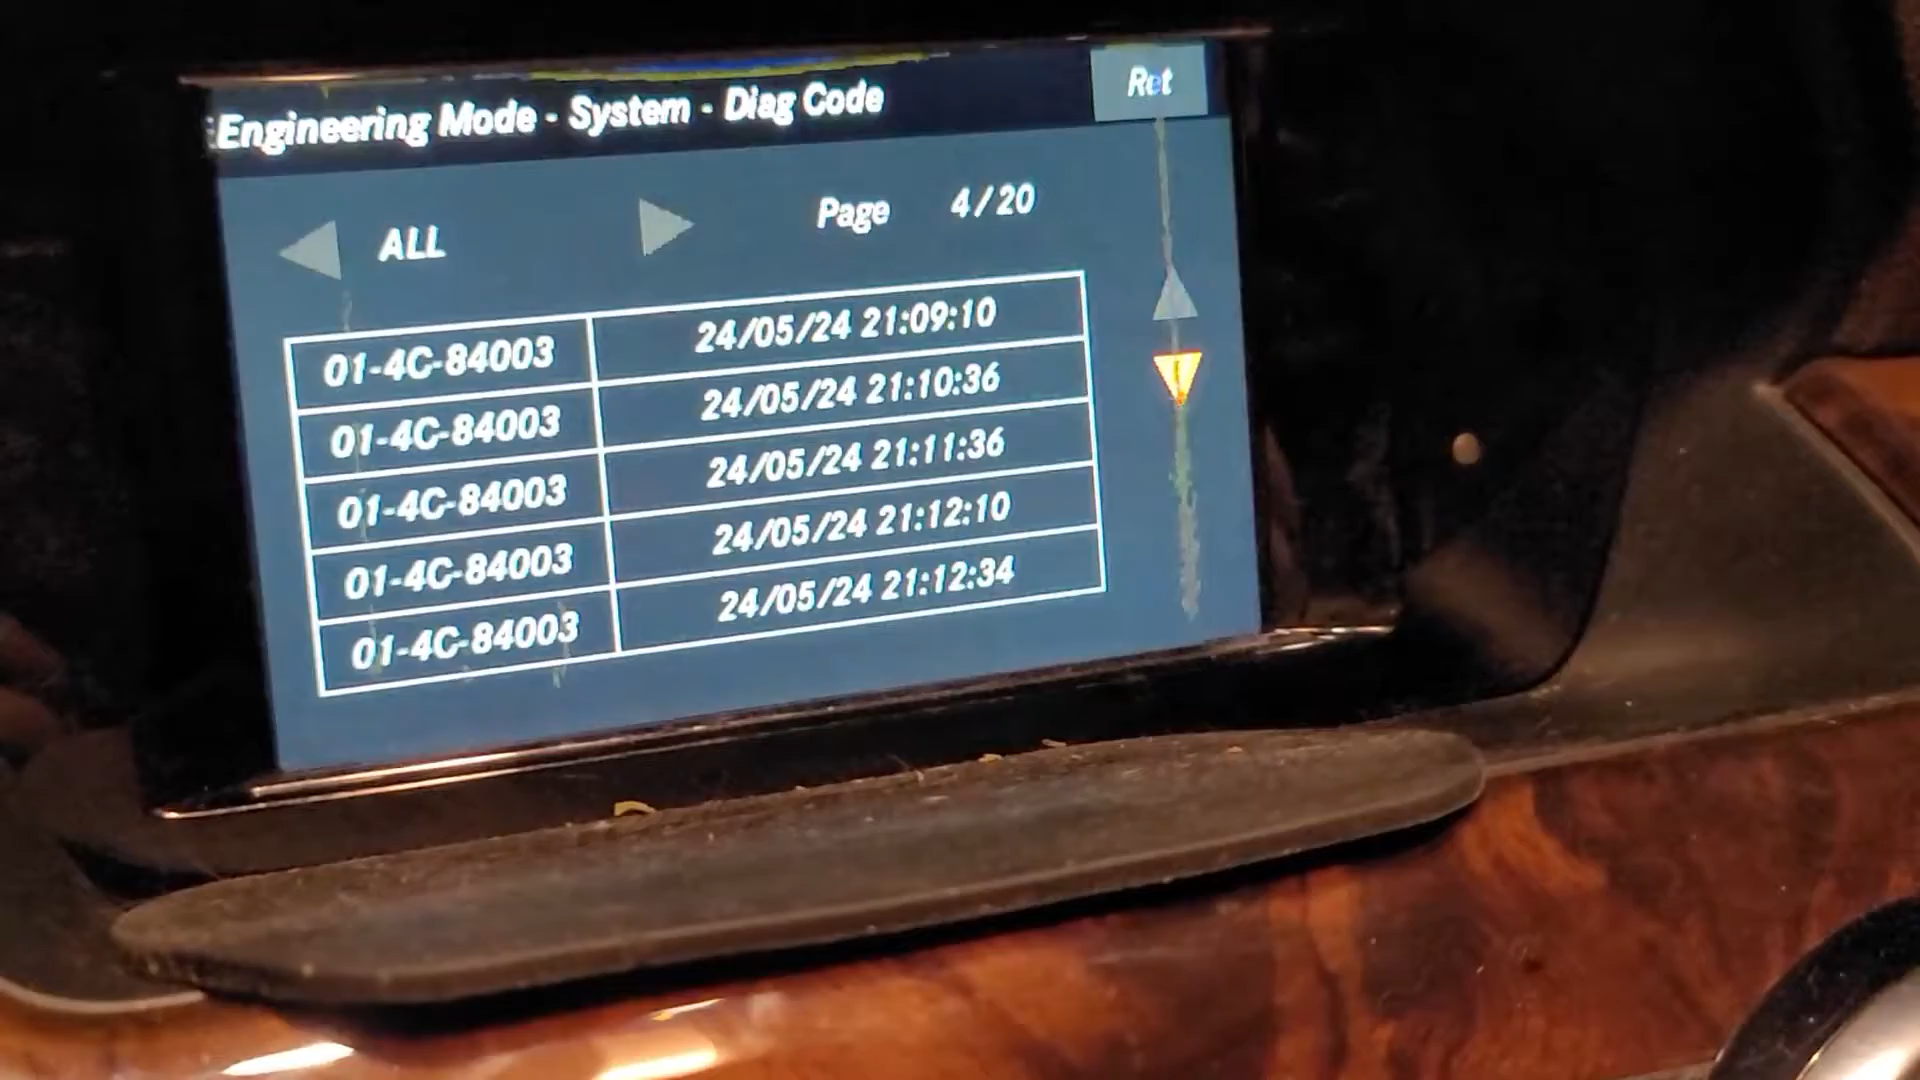 Engineering Mode - System - Diag Code
Ret
ALL
Page 4/20
01-4C-84003 24/05/24 21:09:10
01-4C-84003 24/05/24 21:10:36
01-4C-84003 24/05/24 21:11:36
01-4C-84003 24/05/24 21:12:10
01-4C-84003 24/05/24 21:12:34